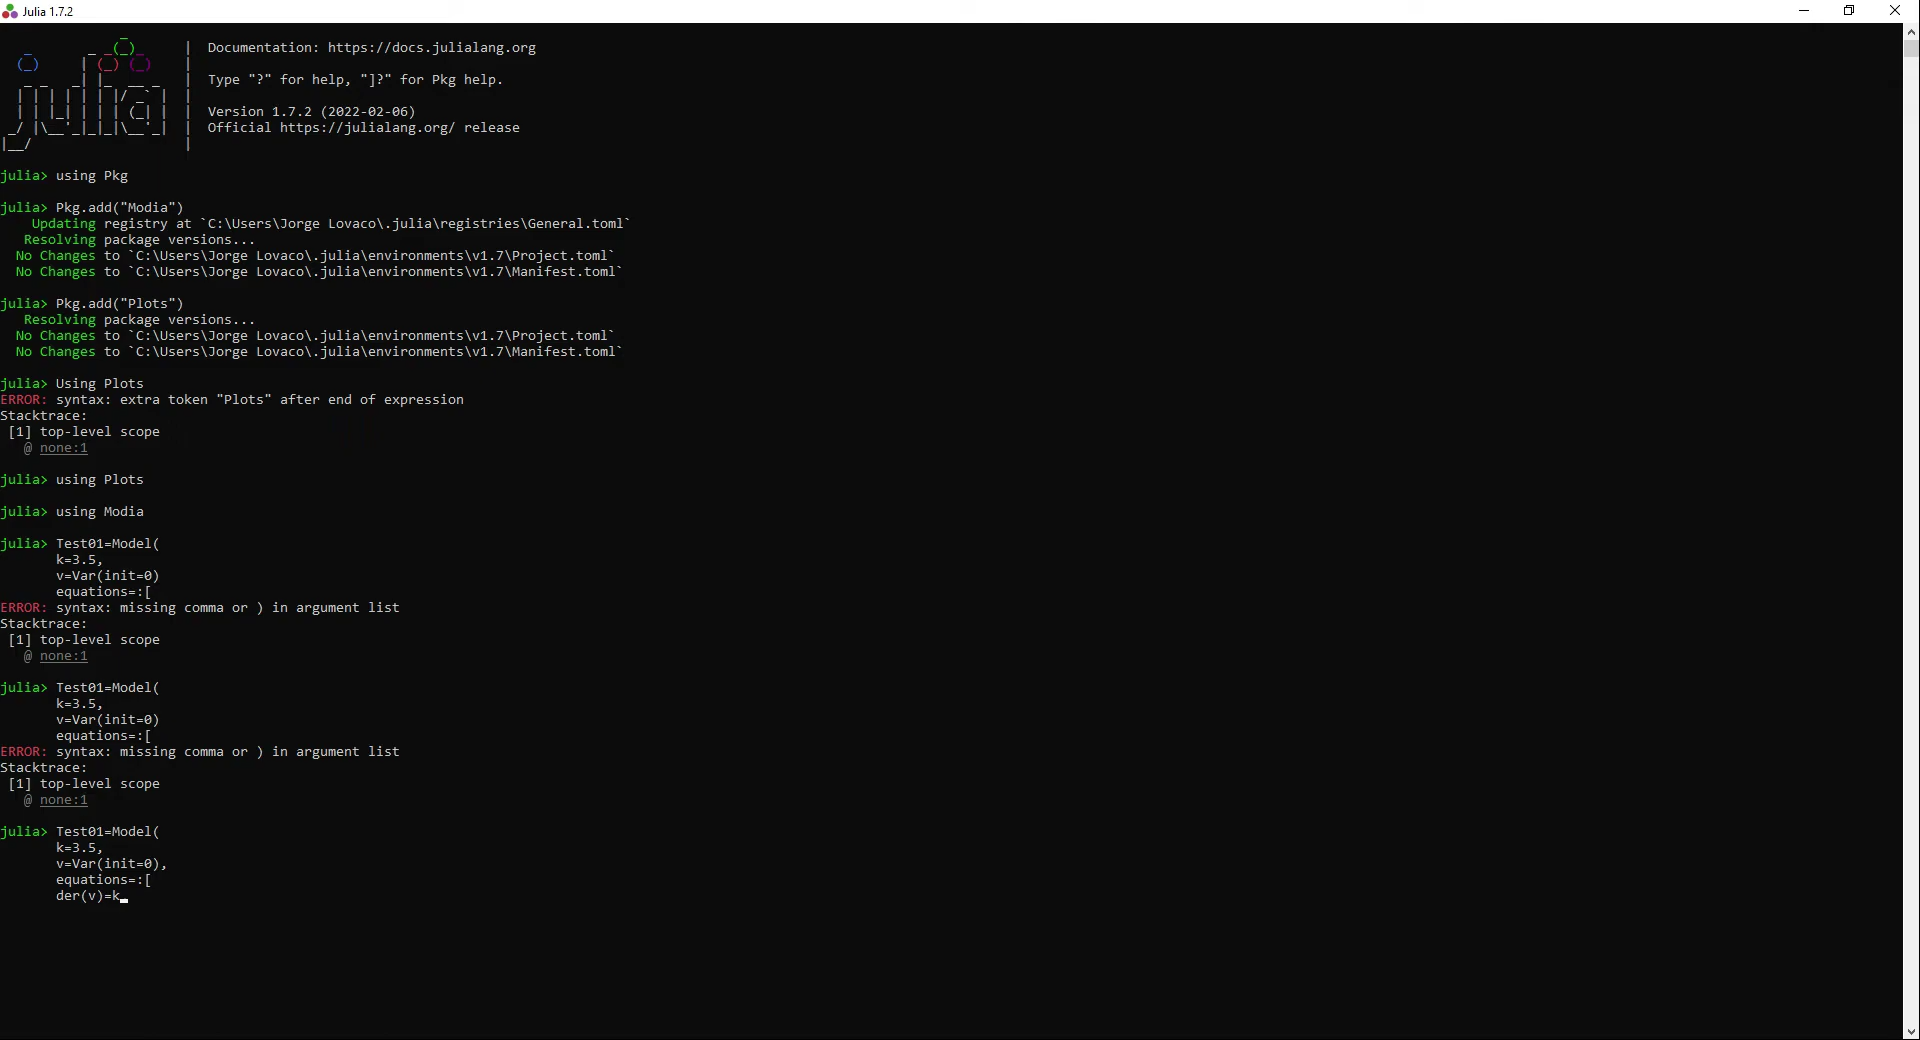 Julia 1.7.2
Documentation: https://docs.julialang.org
Type "?" for help, "]?" for Pkg help.
Version 1.7.2 (2022-02-06)
Official https://julialang.org/ release
julia> using Pkg
julia> Pkg.add("Modia")
Updating registry at `C:\Users\Jorge Lovaco\.julia\registries\General.toml`
Resolving package versions...
No Changes to `C:\Users\Jorge Lovaco\.julia\environments\v1.7\Project.toml`
No Changes to `C:\Users\Jorge Lovaco\.julia\environments\v1.7\Manifest.toml`
julia> Pkg.add("Plots")
Resolving package versions...
No Changes to `C:\Users\Jorge Lovaco\.julia\environments\v1.7\Project.toml`
No Changes to `C:\Users\Jorge Lovaco\.julia\environments\v1.7\Manifest.toml`
julia> Using Plots
ERROR: syntax: extra token "Plots" after end of expression
Stacktrace:
[1] top-level scope
@ none:1
julia> using Plots
julia> using Modia
julia> Test01=Model(
k=3.5,
v=Var(init=0)
equations=:[
ERROR: syntax: missing comma or ) in argument list
Stacktrace:
[1] top-level scope
@ none:1
julia> Test01=Model(
k=3.5,
v=Var(init=0)
equations=:[
ERROR: syntax: missing comma or ) in argument list
Stacktrace:
[1] top-level scope
@ none:1
julia> Test01=Model(
k=3.5,
v=Var(init=0),
equations=:[
der(v)=k